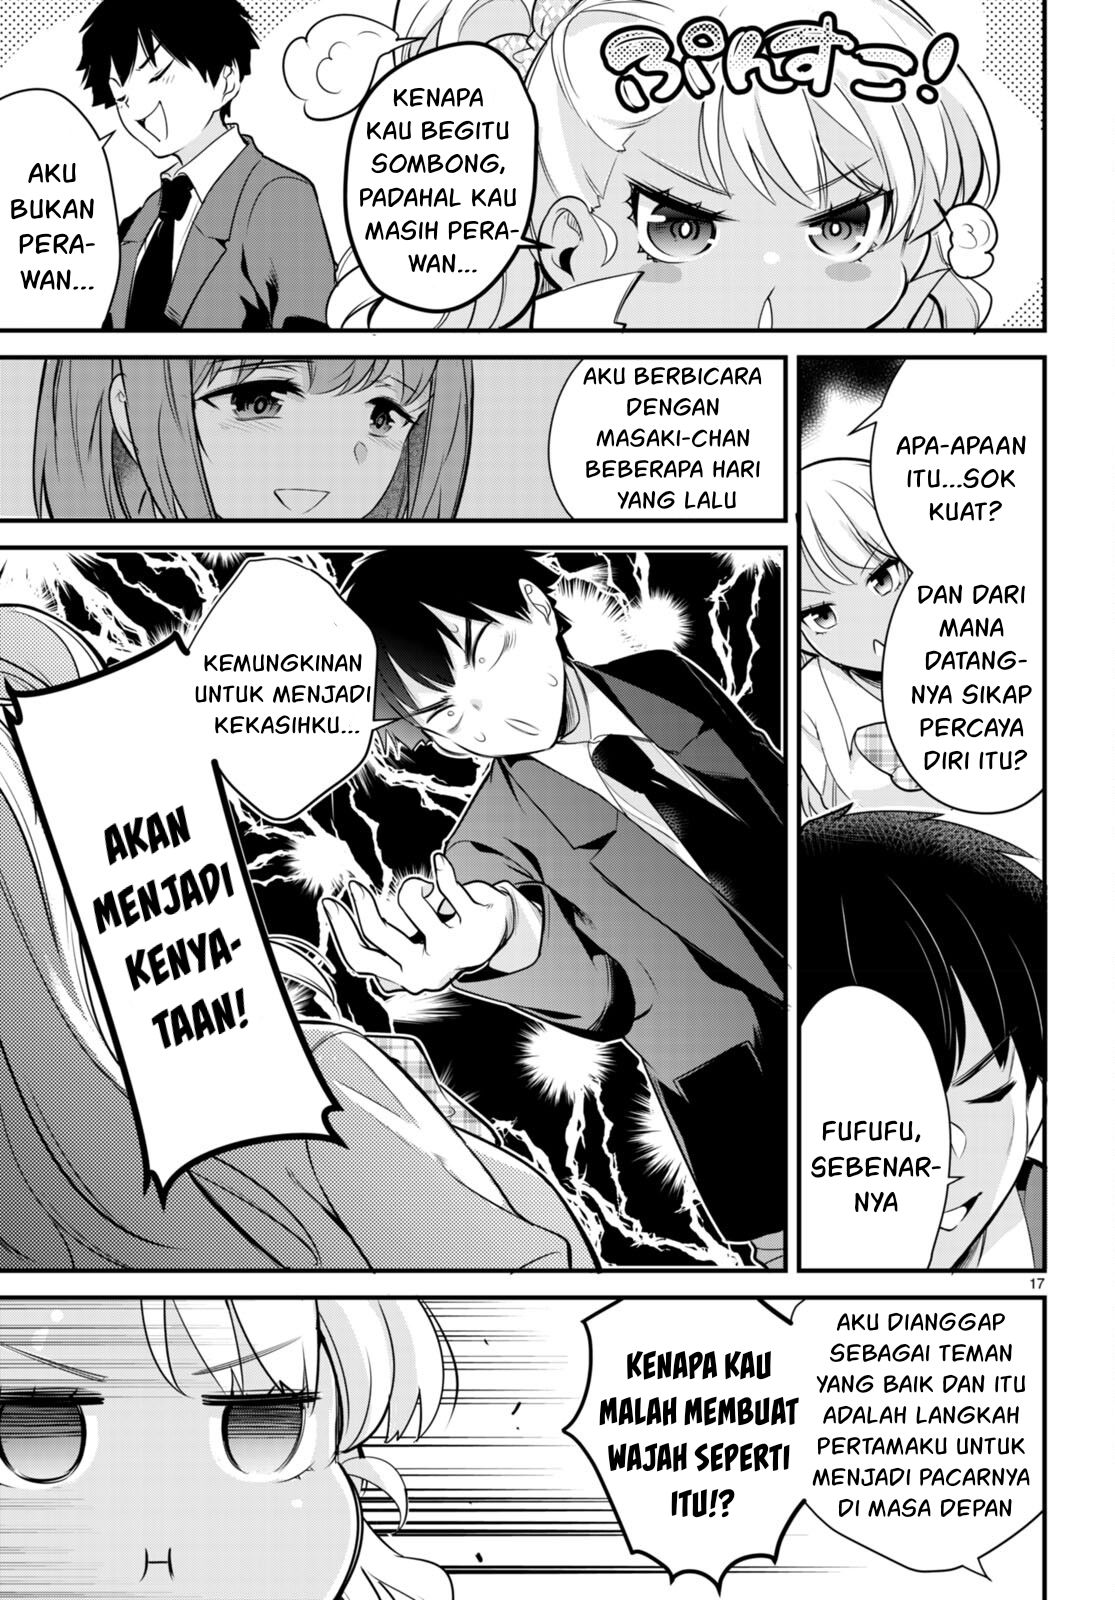 ぷんすこ!
KENAPA
KAU BEGITU
SOMBONG,
PADAHAL KAU
MASIH PERA-
WAN...
AKU
BUKAN
PERA-
WAN...
APA-APAAN
ITU...SOK
KUAT?
DAN DARI
MANA
DATANG-
NYA SIKAP
PERCAYA
DIRI ITU?
FUFUFU,
SEBENAR-
NYA
AKU BERBICARA
DENGAN
MASAKI-CHAN
BEBERAPA HARI
YANG LALU
KEMUNGKINAN
UNTUK MENJADI
KEKASIHKU...
AKAN
MENJADI
KENYA-
TAAN!
17
AKU DIANGGAP
SEBAGAI TEMAN
YANG BAIK DAN ITU
ADALAH LANGKAH
PERTAMAKU UNTUK
MENJADI PACARNYA
DI MASA DEPAN
KENAPA KAU
MALAH MEMBUAT
WAJAH SEPERTI
ITU!?